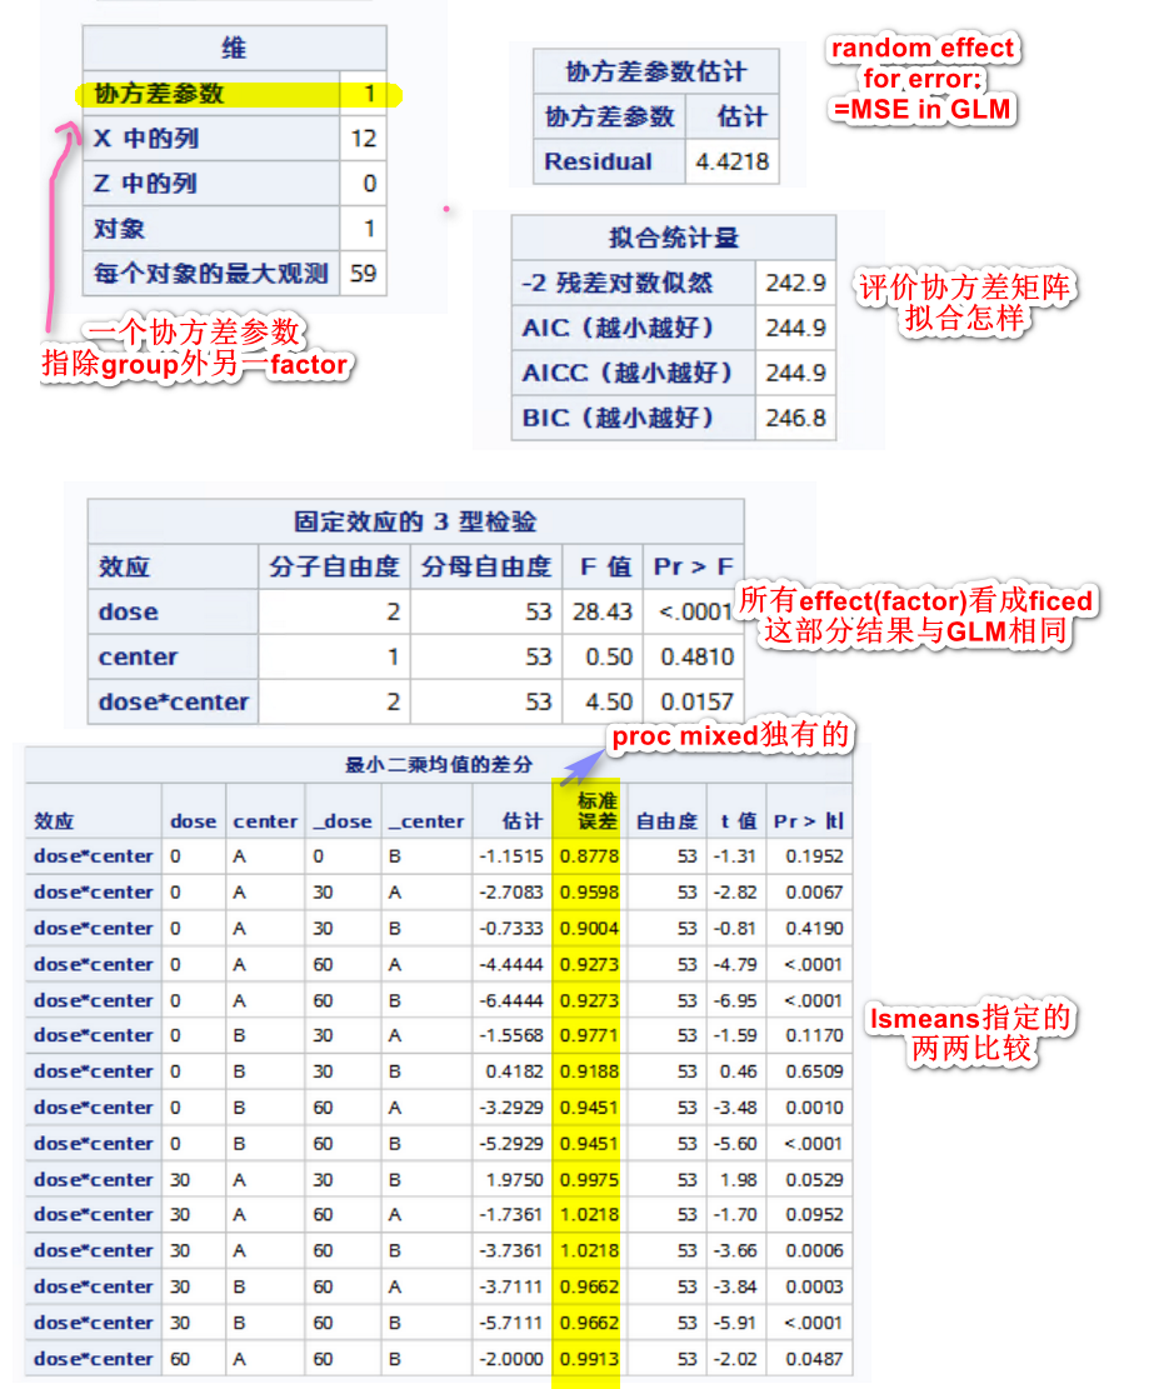 维
协方差参数 1
X 中的列 12
Z 中的列 0
对象 1
每个对象的最大观测 59
一个协方差参数
指除group外另一factor
协方差参数估计
协方差参数 估计
Residual 4.4218
random effect
for error;
=MSE in GLM
拟合统计量
-2 残差对数似然 242.9
AIC（越小越好） 244.9
AICC（越小越好） 244.9
BIC（越小越好） 246.8
评价协方差矩阵
拟合怎样
固定效应的 3 型检验
效应 分子自由度 分母自由度 F 值 Pr > F
dose 2 53 28.43 <.0001
center 1 53 0.50 0.4810
dose*center 2 53 4.50 0.0157
所有effect(factor)看成ficed
这部分结果与GLM相同
proc mixed独有的
最小二乘均值的差分
效应 dose center _dose _center 估计 标准误差 自由度 t 值 Pr > |t|
dose*center 0 A 0 B -1.1515 0.8778 53 -1.31 0.1952
dose*center 0 A 30 A -2.7083 0.9598 53 -2.82 0.0067
dose*center 0 A 30 B -0.7333 0.9004 53 -0.81 0.4190
dose*center 0 A 60 A -4.4444 0.9273 53 -4.79 <.0001
dose*center 0 A 60 B -6.4444 0.9273 53 -6.95 <.0001
dose*center 0 B 30 A -1.5568 0.9771 53 -1.59 0.1170
dose*center 0 B 30 B 0.4182 0.9188 53 0.46 0.6509
dose*center 0 B 60 A -3.2929 0.9451 53 -3.48 0.0010
dose*center 0 B 60 B -5.2929 0.9451 53 -5.60 <.0001
dose*center 30 A 30 B 1.9750 0.9975 53 1.98 0.0529
dose*center 30 A 60 A -1.7361 1.0218 53 -1.70 0.0952
dose*center 30 A 60 B -3.7361 1.0218 53 -3.66 0.0006
dose*center 30 B 60 A -3.7111 0.9662 53 -3.84 0.0003
dose*center 30 B 60 B -5.7111 0.9662 53 -5.91 <.0001
dose*center 60 A 60 B -2.0000 0.9913 53 -2.02 0.0487
lsmeans指定的
两两比较